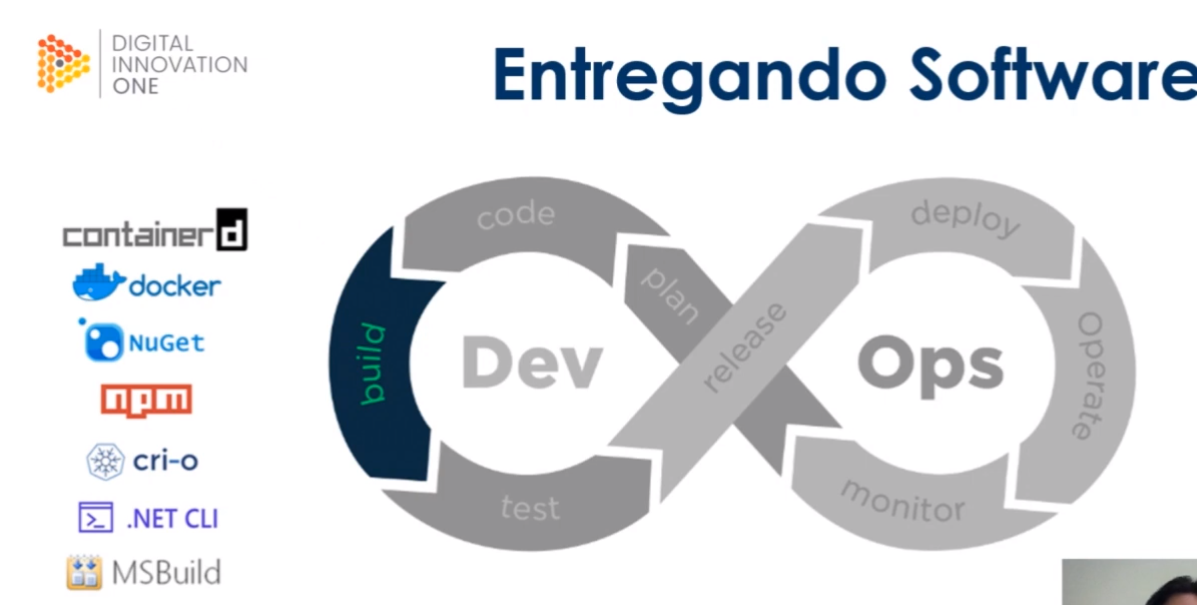 DIGITAL
INNOVATION
ONE
Entregando Software
containerd
docker
NuGet
npm
cri-o
.NET CLI
MSBuild
code
plan
build
test
release
deploy
Operate
monitor
Dev
Ops